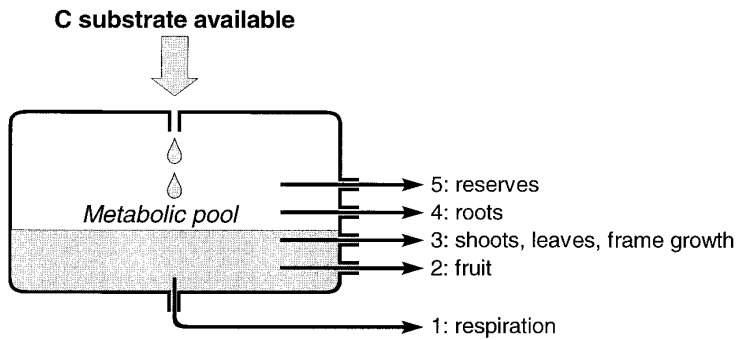 C substrate available
5: reserves
Metabolic pool
4: roots
3: shoots, leaves, frame growth
2: fruit
1: respiration